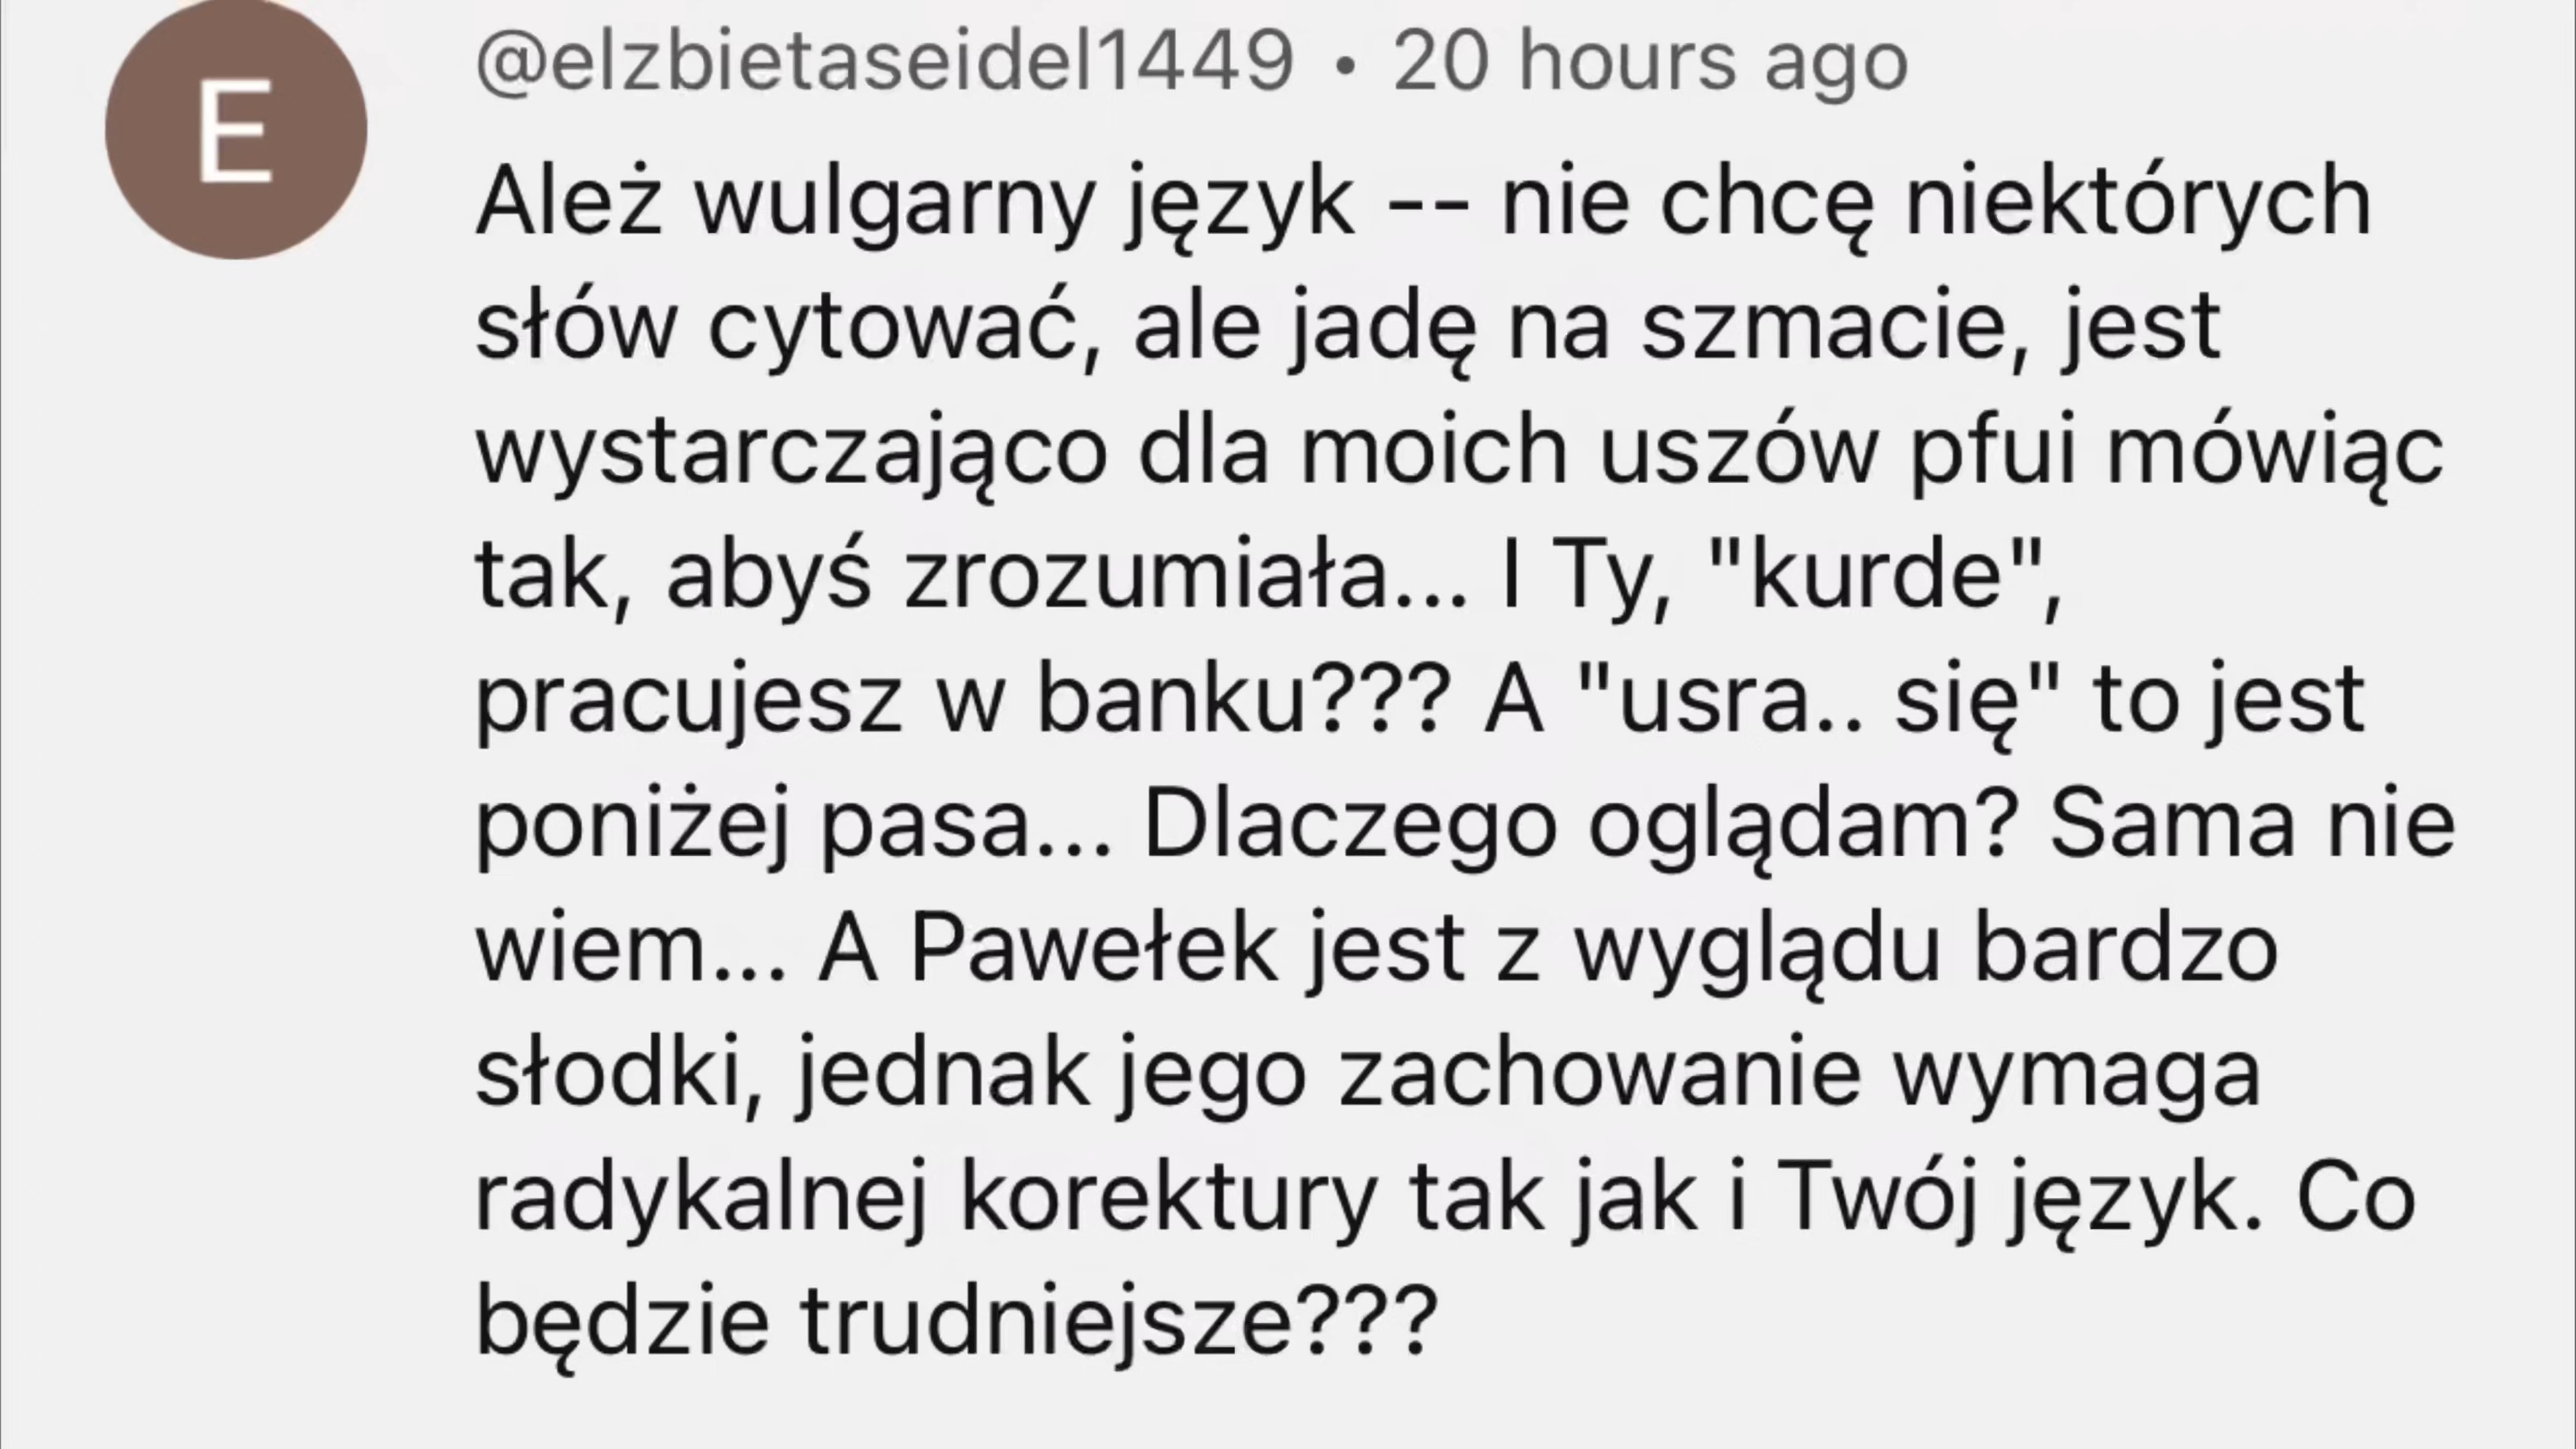 E
@elzbietaseidel1449 • 20 hours ago
Ależ wulgarny język -- nie chcę niektórych
słów cytować, ale jadę na szmacie, jest
wystarczająco dla moich uszów pfui mówiąc
tak, abyś zrozumiała... I Ty, "kurde",
pracujesz w banku??? A "usra.. się" to jest
poniżej pasa... Dlaczego oglądam? Sama nie
wiem... A Pawełek jest z wyglądu bardzo
słodki, jednak jego zachowanie wymaga
radykalnej korektury tak jak i Twój język. Co
będzie trudniejsze???